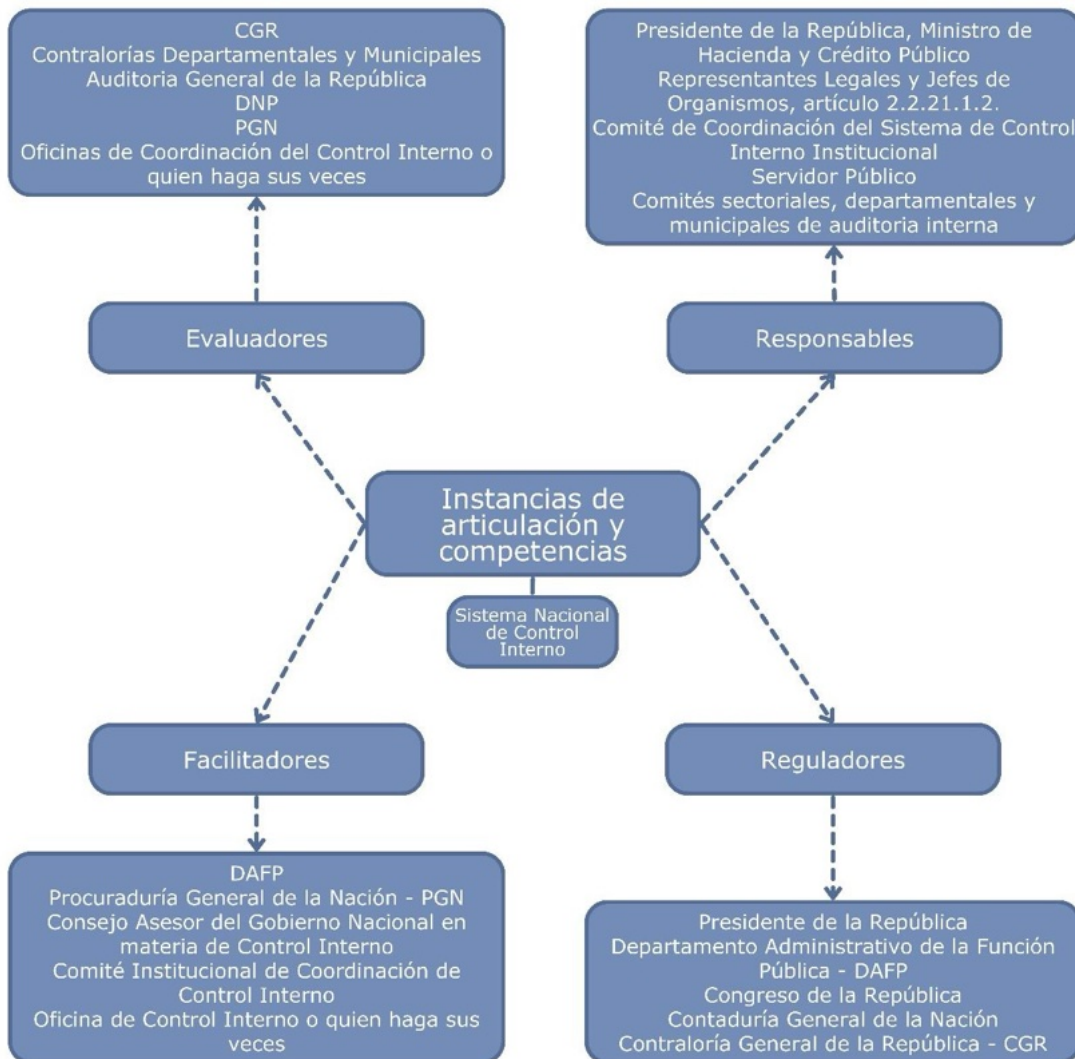 CGR
Contralorías Departamentales y Municipales
Auditoria General de la República
DNP
PGN
Oficinas de Coordinación del Control Interno o
quien haga sus veces
Presidente de la República, Ministro de
Hacienda y Crédito Público
Representantes Legales y Jefes de
Organismos, artículo 2.2.21.1.2.
Comité de Coordinación del Sistema de Control
Interno Institucional
Servidor Público
Comités sectoriales, departamentales y
municipales de auditoria interna
Evaluadores
Responsables
Instancias de
articulación y
competencias
Sistema Nacional
de Control
Interno
Facilitadores
Reguladores
DAFP
Procuraduría General de la Nación - PGN
Consejo Asesor del Gobierno Nacional en
materia de Control Interno
Comité Institucional de Coordinación de
Control Interno
Oficina de Control Interno o quien haga sus
veces
Presidente de la República
Departamento Administrativo de la Función
Pública - DAFP
Congreso de la República
Contaduría General de la Nación
Contraloría General de la República - CGR